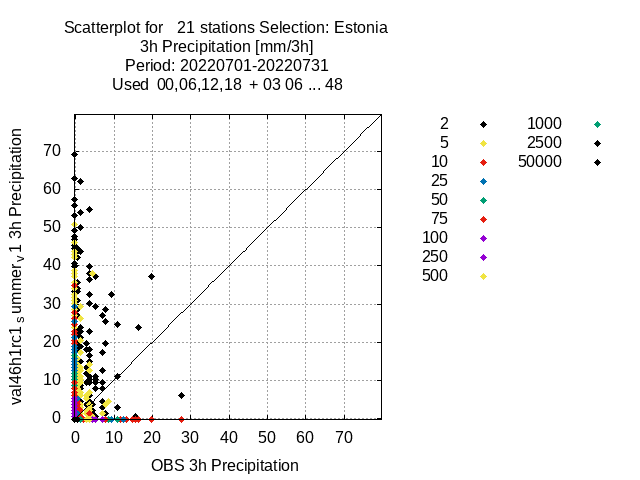 Scatterplot for   21 stations Selection: Estonia
3h Precipitation [mm/3h]
Period: 20220701-20220731
Used  00,06,12,18  + 03 06 ... 48
val46h1rc1 summerv1 3h Precipitation
70
60
50
40
30
20
10
0
0 10 20 30 40 50 60 70
OBS 3h Precipitation
2
5
10
25
50
75
100
250
500
1000
2500
50000